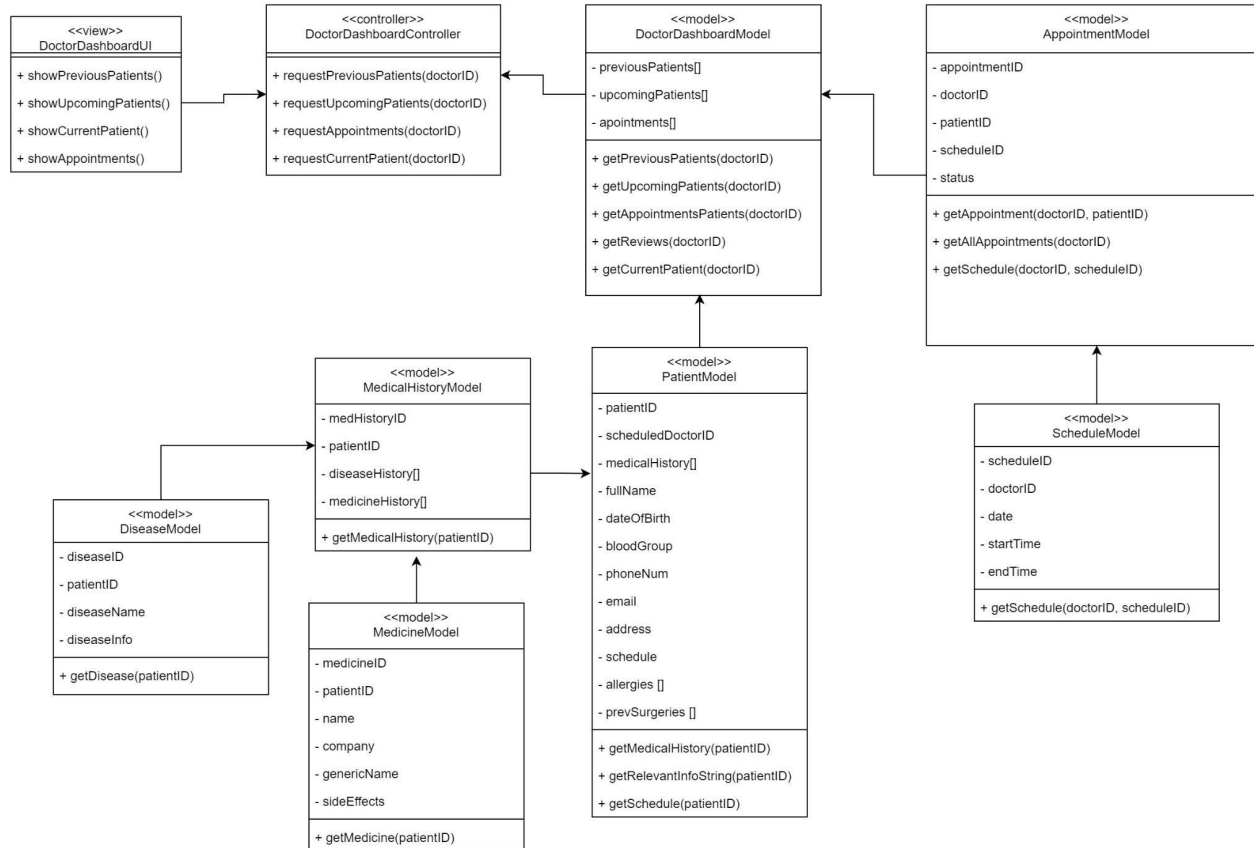 <<view>>
DoctorDashboardUI
+ showPreviousPatients()
+ showUpcomingPatients()
+ showCurrentPatient()
+ showAppointments()
<<controller>>
DoctorDashboardController
+ requestPreviousPatients(doctorID)
+ requestUpcomingPatients(doctorID)
+ requestAppointments(doctorID)
+ requestCurrentPatient(doctorID)
<<model>>
DoctorDashboardModel
- previousPatients[]
- upcomingPatients[]
- apointments[]
+ getPreviousPatients(doctorID)
+ getUpcomingPatients(doctorID)
+ getAppointmentsPatients(doctorID)
+ getReviews(doctorID)
+ getCurrentPatient(doctorID)
<<model>>
AppointmentModel
- appointmentID
- doctorID
- patientID
- scheduleID
- status
+ getAppointment(doctorID, patientID)
+ getAllAppointments(doctorID)
+ getSchedule(doctorID, scheduleID)
<<model>>
MedicalHistoryModel
- medHistoryID
- patientID
- diseaseHistory[]
- medicineHistory[]
+ getMedicalHistory(patientID)
<<model>>
PatientModel
- patientID
- scheduledDoctorID
- medicalHistory[]
- fullName
- dateOfBirth
- bloodGroup
- phoneNum
- email
- address
- schedule
- allergies []
- prevSurgeries []
+ getMedicalHistory(patientID)
+ getRelevantInfoString(patientID)
+ getSchedule(patientID)
<<model>>
ScheduleModel
- scheduleID
- doctorID
- date
- startTime
- endTime
+ getSchedule(doctorID, scheduleID)
<<model>>
DiseaseModel
- diseaseID
- patientID
- diseaseName
- diseaseInfo
+ getDisease(patientID)
<<model>>
MedicineModel
- medicineID
- patientID
- name
- company
- genericName
- sideEffects
+ getMedicine(patientID)